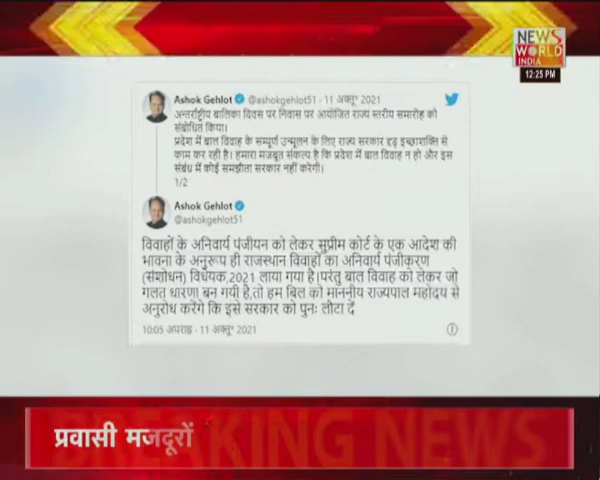 NEWS
WORLD
INDIA
12:25 PM
Ashok Gehlot @ashokgehlot51 · 11 अक्तू॰ 2021
अन्तर्राष्ट्रीय बालिका दिवस पर निवास पर आयोजित राज्य स्तरीय समारोह को
संबोधित किया।
प्रदेश में बाल विवाह के सम्पूर्ण उन्मूलन के लिए राज्य सरकार दृढ़ इच्छाशक्ति से
काम कर रही है। हमारा मजबूत संकल्प है कि प्रदेश में बाल विवाह न हो और इस
संबंध में कोई समझौता सरकार नहीं करेगी।
1/2
Ashok Gehlot
@ashokgehlot51
विवाहों के अनिवार्य पंजीयन को लेकर सुप्रीम कोर्ट के एक आदेश की
भावना के अनुरूप ही राजस्थान विवाहों का अनिवार्य पंजीकरण
(संशोधन) विधेयक,2021 लाया गया है।परंतु बाल विवाह को लेकर जो
गलत धारणा बन गयी है,तो हम बिल को माननीय राज्यपाल महोदय से
अनुरोध करेंगे कि इसे सरकार को पुनः लौटा दें
10:05 अपराह्न · 11 अक्तू॰ 2021
BREAKING NEWS
प्रवासी मजदूरों